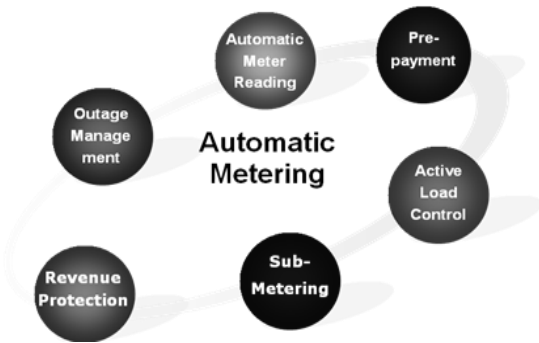 Automatic
Meter
Reading
Pre-
payment
Outage
Manage
ment
Automatic
Metering
Active
Load
Control
Revenue
Protection
Sub-
Metering